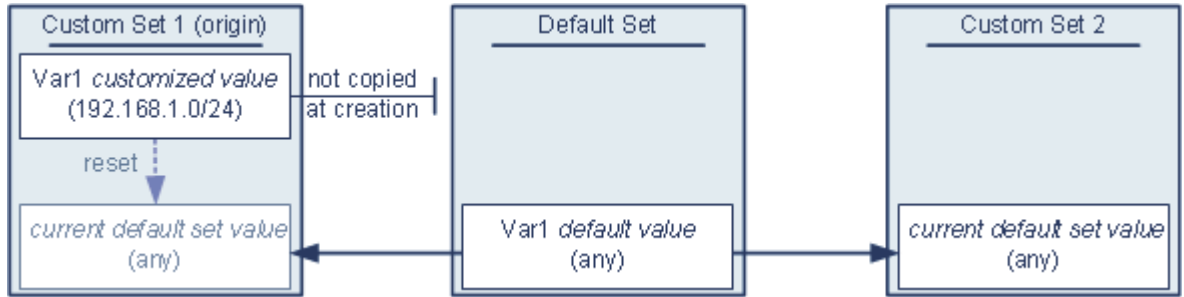 Custom Set 1 (origin)
Var1 customized value
(192.168.1.0/24)
reset
current default set value
(any)
not copied
at creation
Default Set
Var1 default value
(any)
Custom Set 2
current default set value
(any)